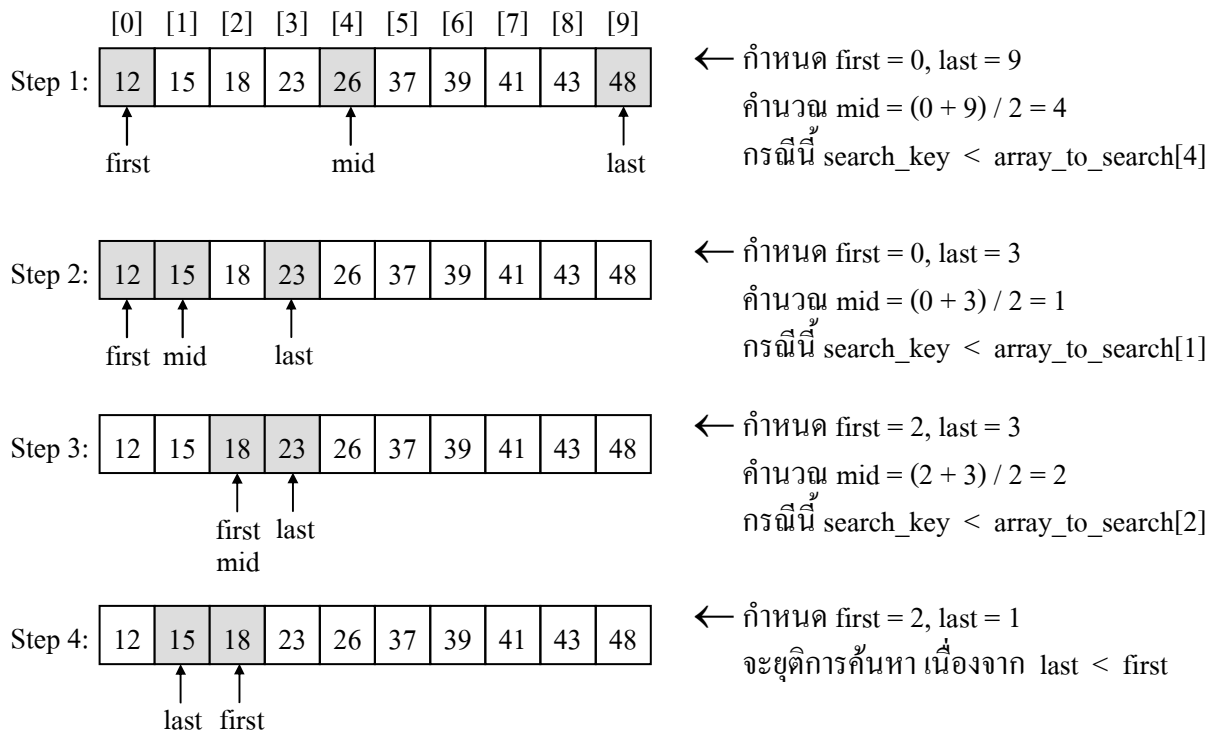 [0] [1] [2] [3] [4] [5] [6] [7] [8] [9]
Step 1: 12 15 18 23 26 37 39 41 43 48
first mid last
← กำหนด first = 0, last = 9
คำนวณ mid = (0 + 9) / 2 = 4
กรณีนี้ search_key < array_to_search[4]
Step 2: 12 15 18 23 26 37 39 41 43 48
first mid last
← กำหนด first = 0, last = 3
คำนวณ mid = (0 + 3) / 2 = 1
กรณีนี้ search_key < array_to_search[1]
Step 3: 12 15 18 23 26 37 39 41 43 48
first last
mid
← กำหนด first = 2, last = 3
คำนวณ mid = (2 + 3) / 2 = 2
กรณีนี้ search_key < array_to_search[2]
Step 4: 12 15 18 23 26 37 39 41 43 48
last first
← กำหนด first = 2, last = 1
จะยุติการค้นหา เนื่องจาก last < first